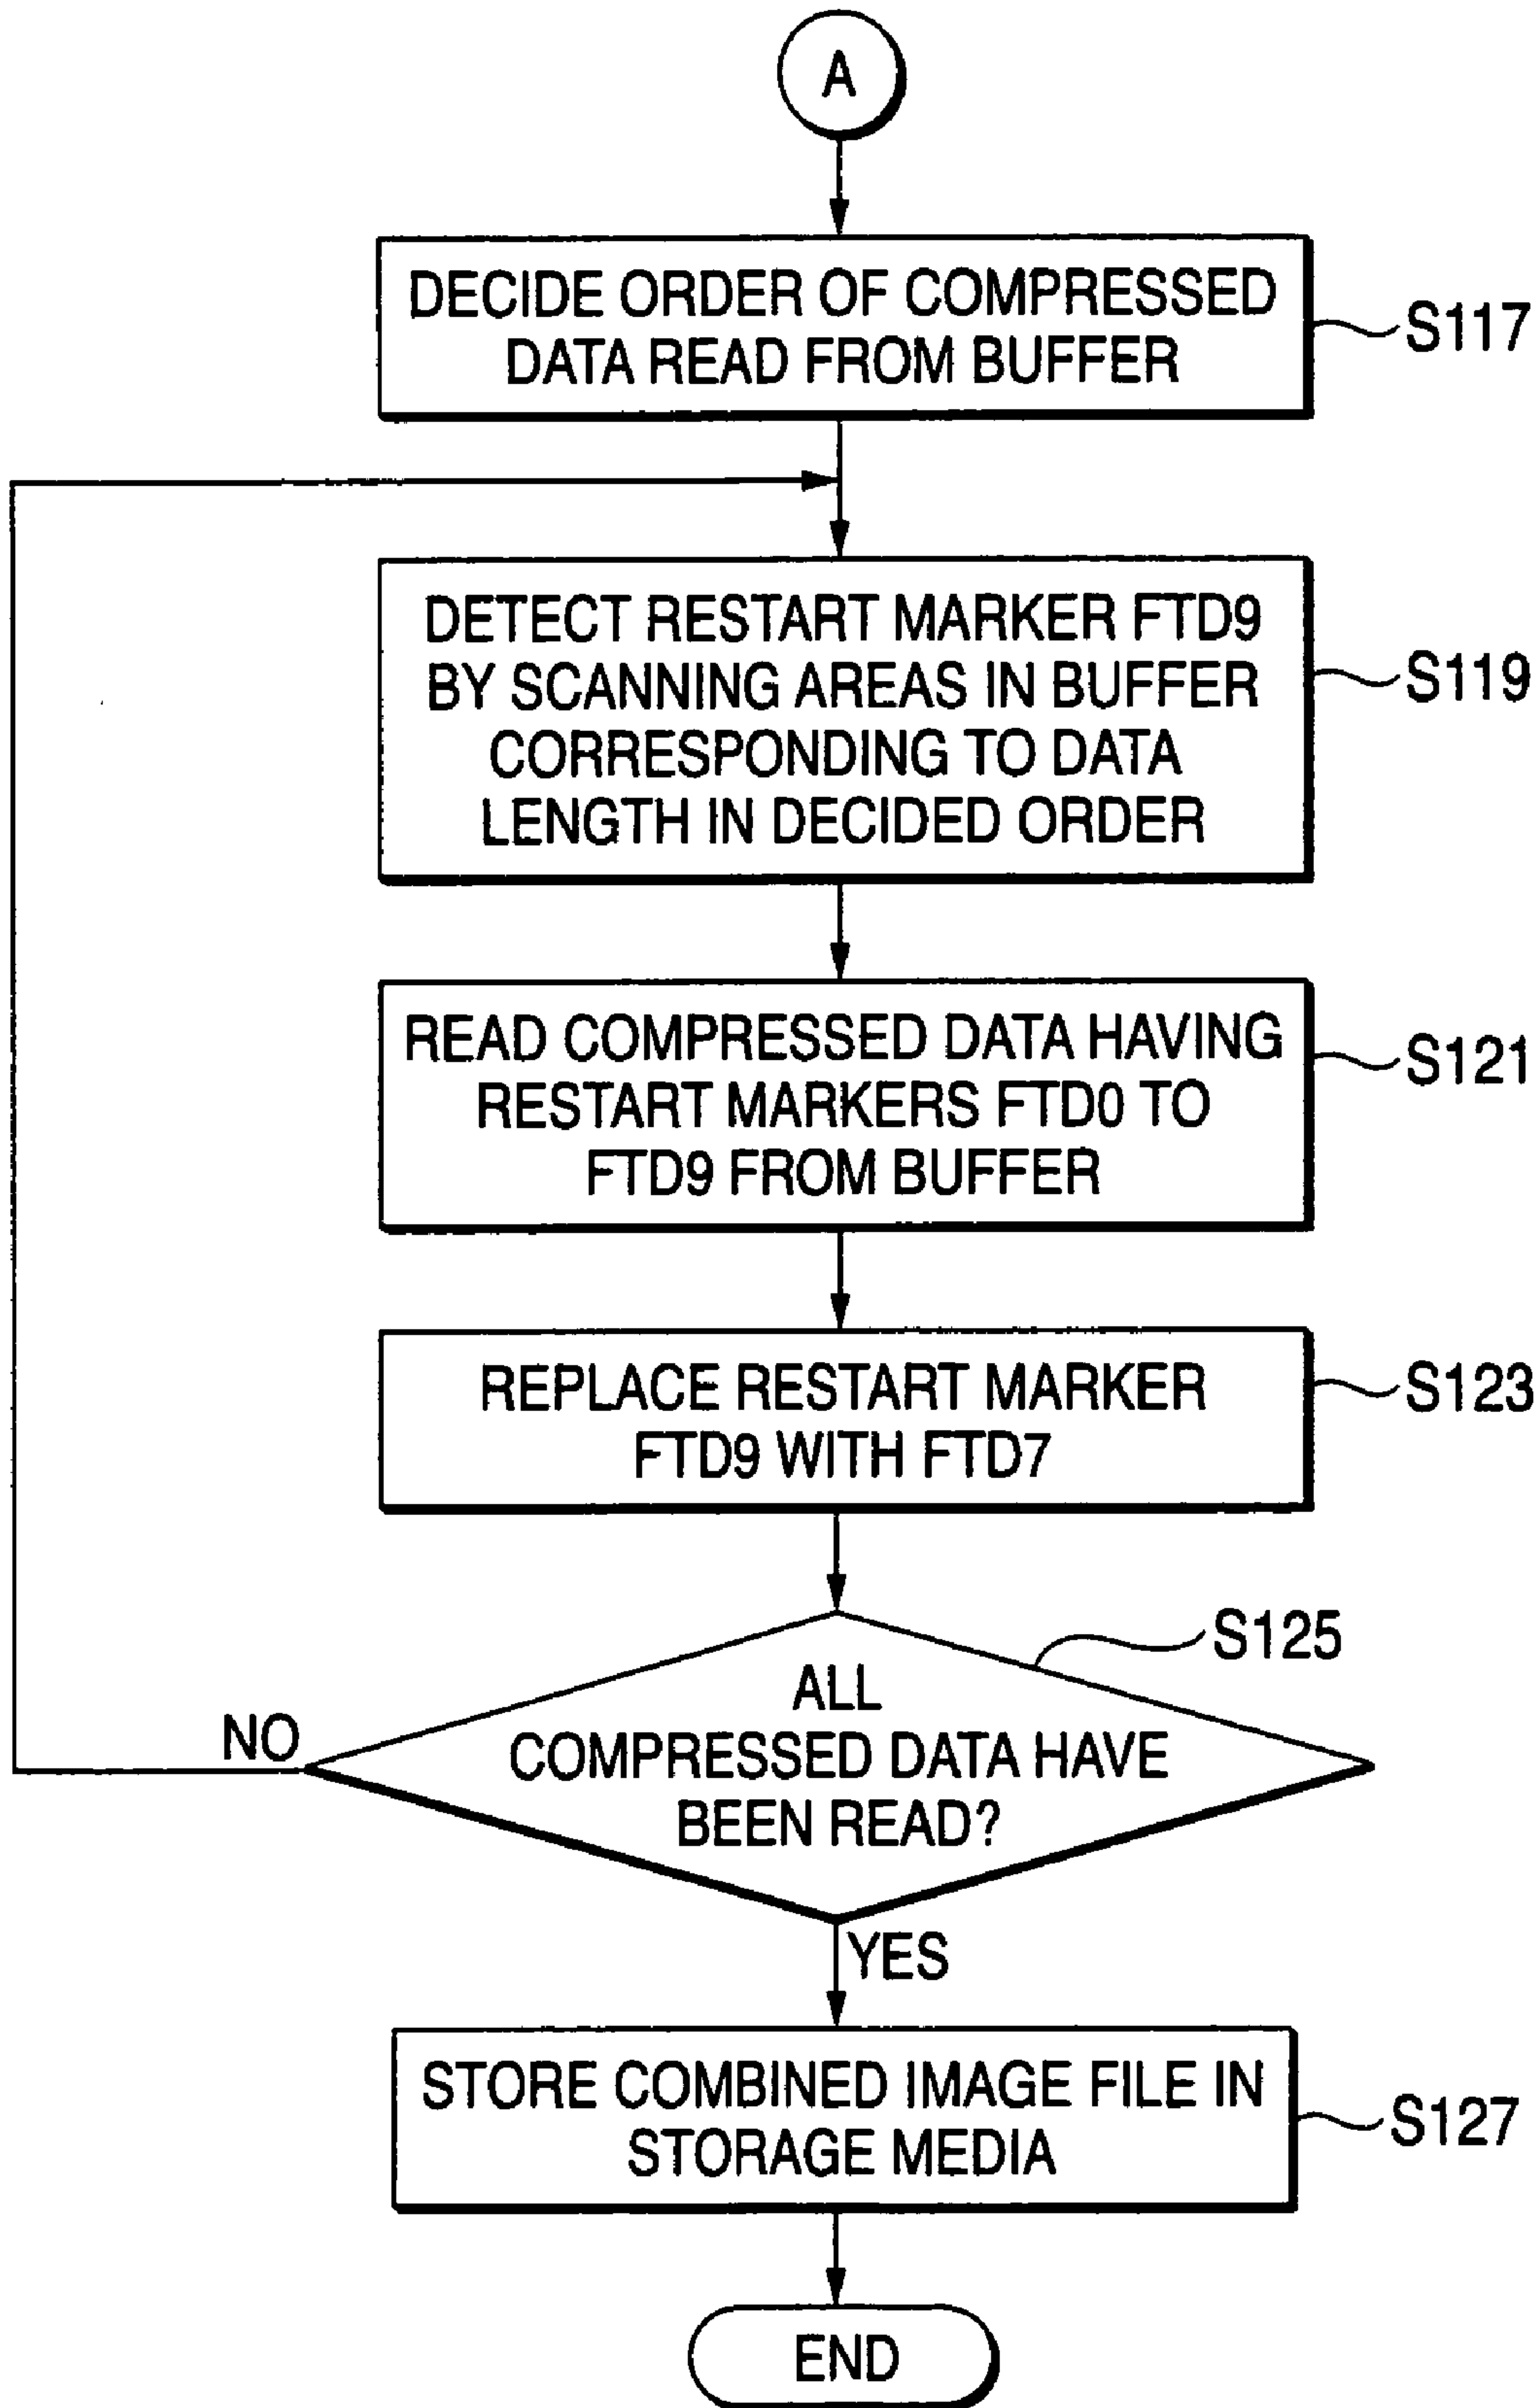 A
DECIDE ORDER OF COMPRESSED
DATA READ FROM BUFFER
S117
DETECT RESTART MARKER FTD9
BY SCANNING AREAS IN BUFFER
CORRESPONDING TO DATA
LENGTH IN DECIDED ORDER
S119
READ COMPRESSED DATA HAVING
RESTART MARKERS FTD0 TO
FTD9 FROM BUFFER
S121
REPLACE RESTART MARKER
FTD9 WITH FTD7
S123
S125
ALL
COMPRESSED DATA HAVE
BEEN READ?
NO
YES
STORE COMBINED IMAGE FILE IN
STORAGE MEDIA
S127
END